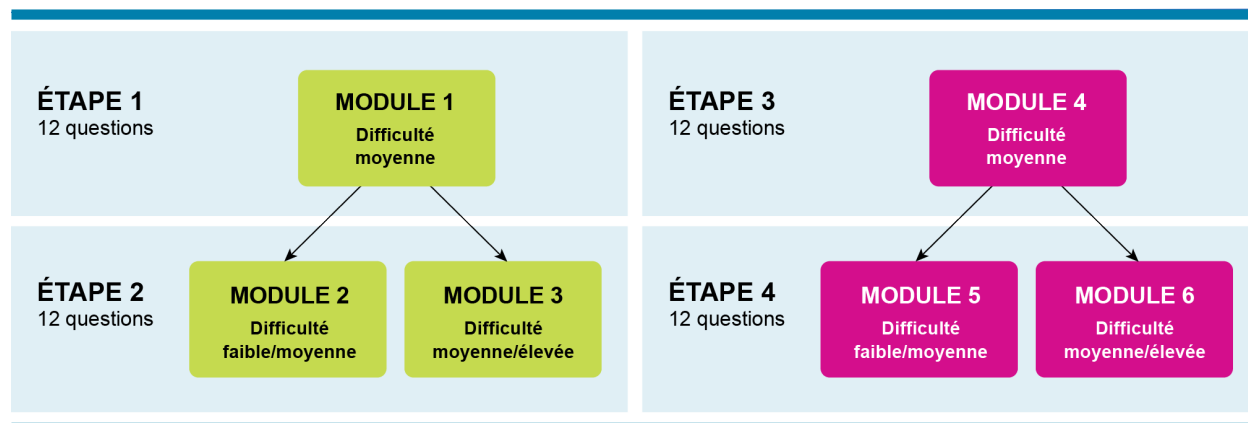 ÉTAPE 1
12 questions
MODULE 1
Difficulté
moyenne
ÉTAPE 2
12 questions
MODULE 2
Difficulté
faible/moyenne
MODULE 3
Difficulté
moyenne/élevée
ÉTAPE 3
12 questions
MODULE 4
Difficulté
moyenne
ÉTAPE 4
12 questions
MODULE 5
Difficulté
faible/moyenne
MODULE 6
Difficulté
moyenne/élevée